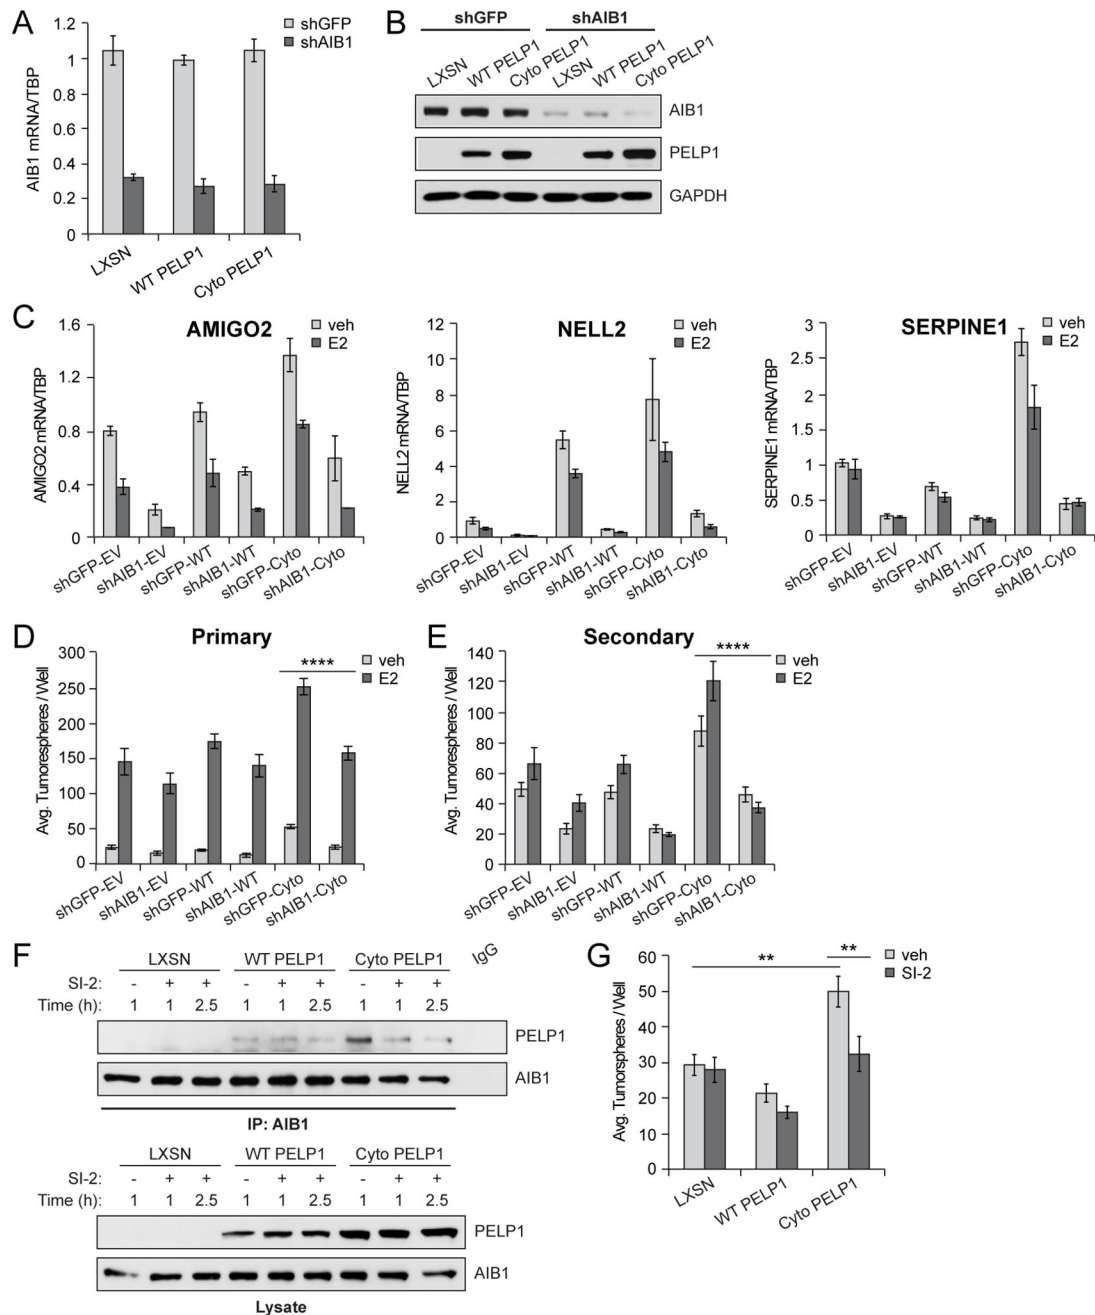 A
1.2
1
0.8
0.6
0.4
0.2
0
AIB1 mRNA/TBP
shGFP
shAIB1
LXSN
WT PELP1
Cyto PELP1
B
shGFP
shAIB1
LXSN
WT PELP1
Cyto PELP1
LXSN
WT PELP1
Cyto PELP1
AIB1
PELP1
GAPDH
C
AMIGO2
veh
E2
1.6
1.2
0.8
0.4
0
AMIGO2 mRNA/TBP
shGFP-EV
shAIB1-EV
shGFP-WT
shAIB1-WT
shGFP-Cyto
shAIB1-Cyto
NELL2
veh
E2
12
10
8
6
4
2
0
NELL2 mRNA/TBP
shGFP-EV
shAIB1-EV
shGFP-WT
shAIB1-WT
shGFP-Cyto
shAIB1-Cyto
SERPINE1
veh
E2
3
2.5
2
1.5
1
0.5
0
SERPINE1 mRNA/TBP
shGFP-EV
shAIB1-EV
shGFP-WT
shAIB1-WT
shGFP-Cyto
shAIB1-Cyto
D
Primary
****
veh
E2
300
250
200
150
100
50
0
Avg. Tumorespheres / Well
shGFP-EV
shAIB1-EV
shGFP-WT
shAIB1-WT
shGFP-Cyto
shAIB1-Cyto
E
Secondary
****
veh
E2
140
120
100
80
60
40
20
0
Avg. Tumorespheres / Well
shGFP-EV
shAIB1-EV
shGFP-WT
shAIB1-WT
shGFP-Cyto
shAIB1-Cyto
F
LXSN WT PELP1 Cyto PELP1 IgG
SI-2: - + + - + + - + +
Time (h): 1 1 2.5 1 1 2.5 1 1 2.5
PELP1
AIB1
IP: AIB1
LXSN WT PELP1 Cyto PELP1
SI-2: - + + - + + - + +
Time (h): 1 1 2.5 1 1 2.5 1 1 2.5
PELP1
AIB1
Lysate
G
**
**
veh
SI-2
60
50
40
30
20
10
0
Avg. Tumorspheres / Well
LXSN
WT PELP1
Cyto PELP1